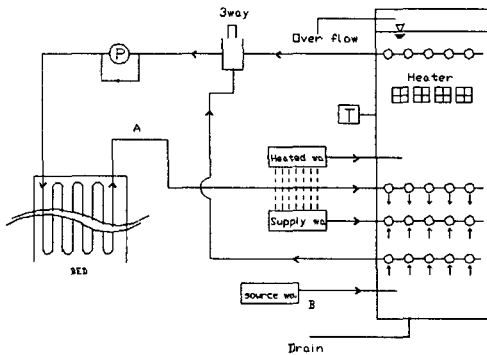 3way
Over flow
P
Heater
T
A
Heated wa.
Supply wa.
BED
source wa.
B
Drain